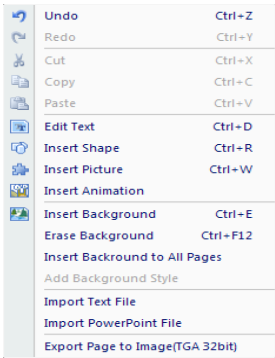 Undo Ctrl+Z
Redo Ctrl+Y
Cut Ctrl+X
Copy Ctrl+C
Paste Ctrl+V
Edit Text Ctrl+D
Insert Shape Ctrl+R
Insert Picture Ctrl+W
Insert Animation
Insert Background Ctrl+E
Erase Background Ctrl+F12
Insert Backround to All Pages
Add Background Style
Import Text File
Import PowerPoint File
Export Page to Image(TGA 32bit)